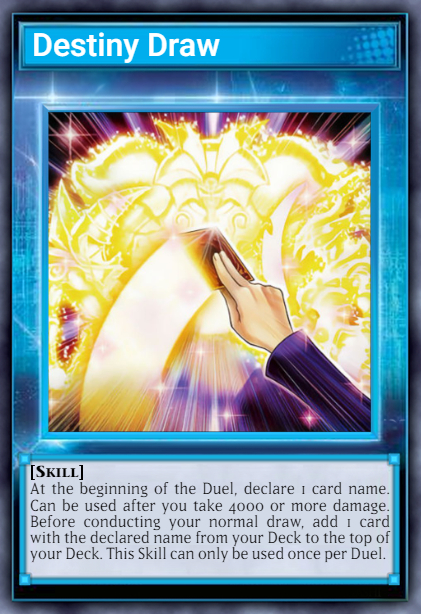 Destiny Draw
[Skill]
At the beginning of the Duel, declare 1 card name.
Can be used after you take 4000 or more damage.
Before conducting your normal draw, add 1 card
with the declared name from your Deck to the top of
your Deck. This Skill can only be used once per Duel.